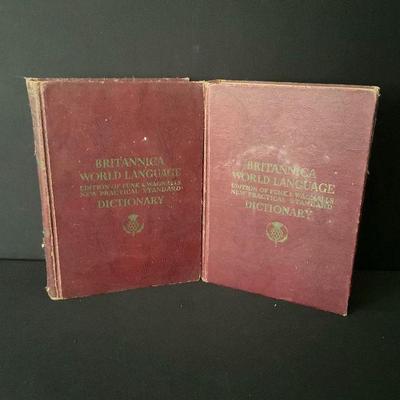 BRITANNICA
WORLD LANGUAGE
EDITION OF FUNK & WAGNALLS
NEW PRACTICAL STANDARD
DICTIONARY
BRITANNICA
WORLD LANGUAGE
EDITION OF FUNK & WAGNALLS
NEW PRACTICAL STANDARD
DICTIONARY